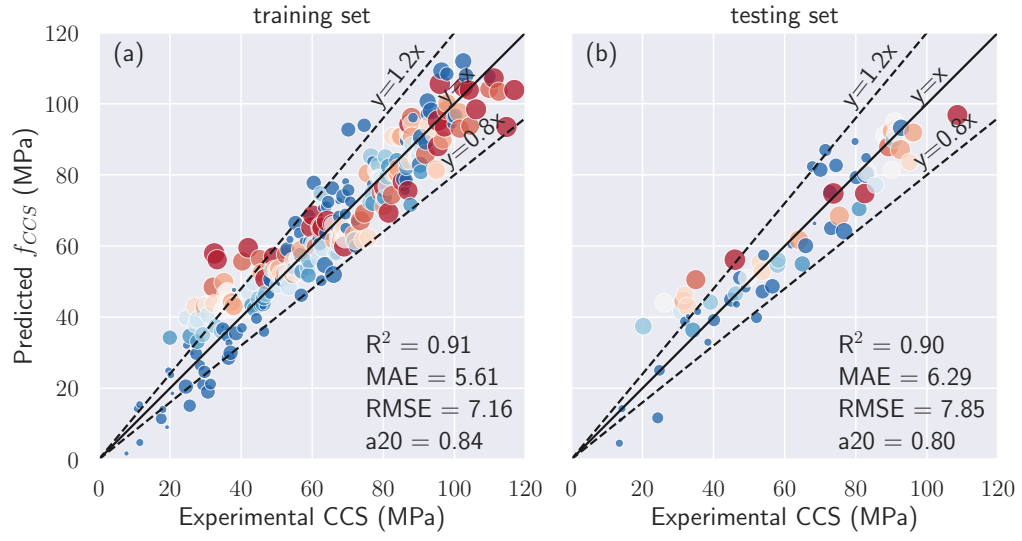 training set
testing set
(a)
y=1.2x
y=x
y=0.8x
R² = 0.91
MAE = 5.61
RMSE = 7.16
a20 = 0.84
120
100
80
60
40
20
0
0 20 40 60 80 100 120
Predicted f_CCS (MPa)
Experimental CCS (MPa)
(b)
y=1.2x
y=x
y=0.8x
R² = 0.90
MAE = 6.29
RMSE = 7.85
a20 = 0.80
0 20 40 60 80 100 120
Experimental CCS (MPa)